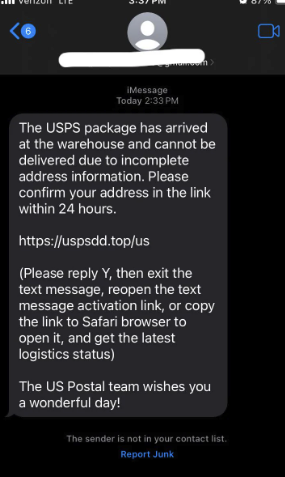 verizon LTE 3:37 PM 87%
6
iMessage
Today 2:33 PM
The USPS package has arrived
at the warehouse and cannot be
delivered due to incomplete
address information. Please
confirm your address in the link
within 24 hours.
https://uspsdd.top/us
(Please reply Y, then exit the
text message, reopen the text
message activation link, or copy
the link to Safari browser to
open it, and get the latest
logistics status)
The US Postal team wishes you
a wonderful day!
The sender is not in your contact list.
Report Junk